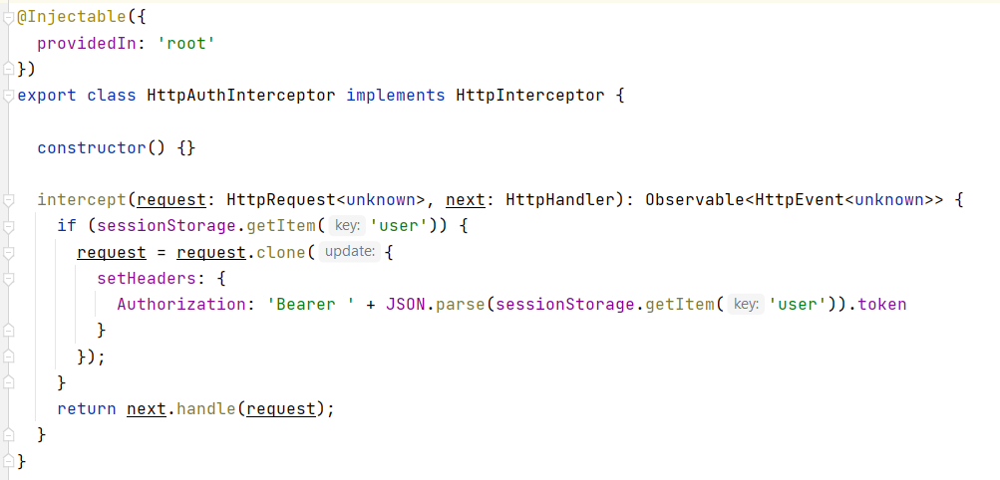 @Injectable({
  providedIn: 'root'
})
export class HttpAuthInterceptor implements HttpInterceptor {
  constructor() {}
  intercept(request: HttpRequest<unknown>, next: HttpHandler): Observable<HttpEvent<unknown>> {
    if (sessionStorage.getItem( key: 'user')) {
      request = request.clone( update: {
        setHeaders: {
          Authorization: 'Bearer ' + JSON.parse(sessionStorage.getItem( key: 'user')).token
        }
      });
    }
    return next.handle(request);
  }
}